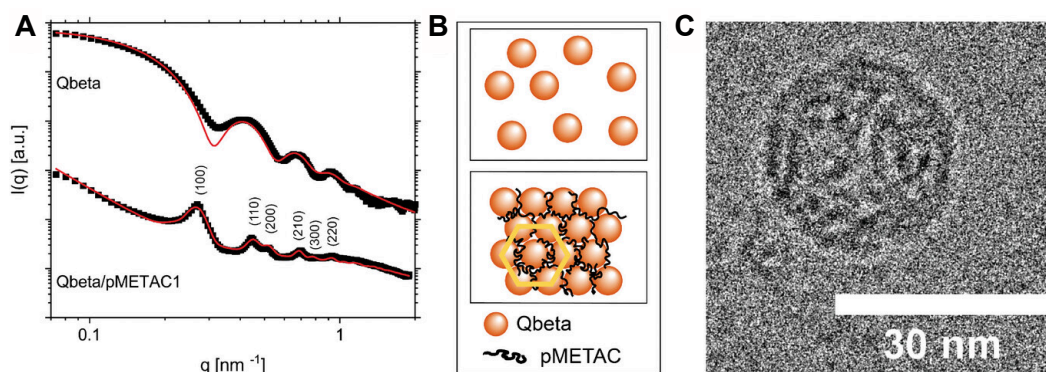 A
I(q) [a.u.]
Qbeta
(100)
(110)
(200)
(210)
(300)
(220)
Qbeta/pMETAC1
0.1
1
q [nm⁻¹]
B
Qbeta
pMETAC
C
30 nm